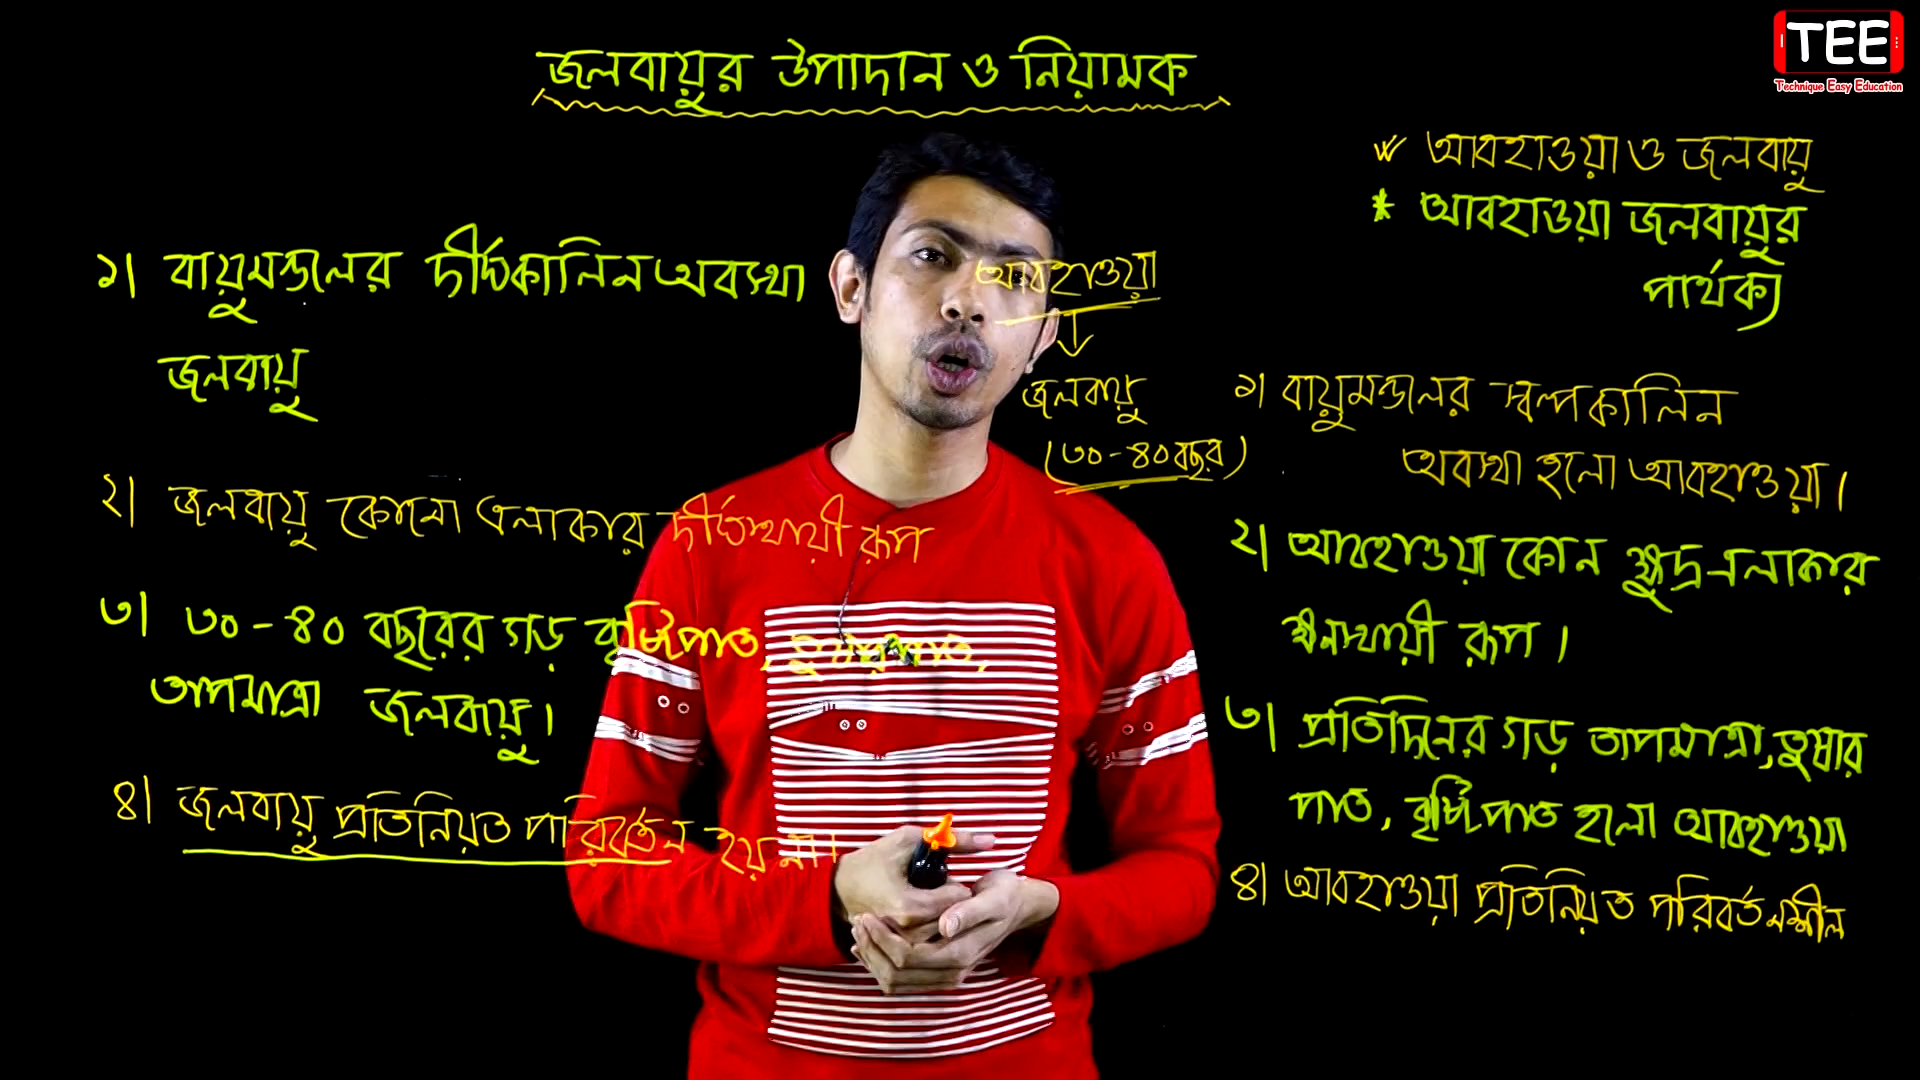 জলবায়ুর উপাদান ও নিয়ামক
TEE
Technique Easy Education
আবহাওয়া ও জলবায়ু
* আবহাওয়া জলবায়ুর
পার্থক্য
১| বায়ুমন্ডলের দীর্ঘকালিন অবস্থা
জলবায়ু
২| জলবায়ু কোনো এলাকার দীর্ঘস্থায়ী রূপ
৩| ৩০-৪০ বছরের গড় বৃষ্টিপাত, তুষারপাত,
তাপমাত্রা জলবায়ু।
৪| জলবায়ু প্রতিনিয়ত পরিবর্তন হয় না।
আবহাওয়া
↓
জলবায়ু
(৩০-৪০ বছর)
১| বায়ুমন্ডলের স্বল্পকালিন
অবস্থা হলো আবহাওয়া।
২| আবহাওয়া কোন ক্ষুদ্র এলাকার
ক্ষনস্থায়ী রূপ।
৩| প্রতিদিনের গড় তাপমাত্রা, তুষার
পাত, বৃষ্টিপাত হলো আবহাওয়া
৪| আবহাওয়া প্রতিনিয়ত পরিবর্তনশীল